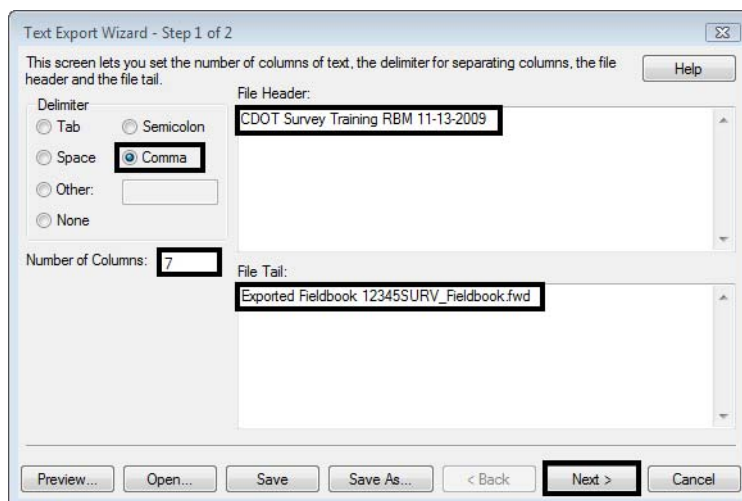 Text Export Wizard - Step 1 of 2
This screen lets you set the number of columns of text, the delimiter for separating columns, the file
header and the file tail.
Help
Delimiter
Tab
Semicolon
Space
Comma
Other:
None
Number of Columns: 7
File Header:
CDOT Survey Training RBM 11-13-2009
File Tail:
Exported Fieldbook 12345SURV_Fieldbook.fwd
Preview... Open... Save Save As... < Back Next > Cancel